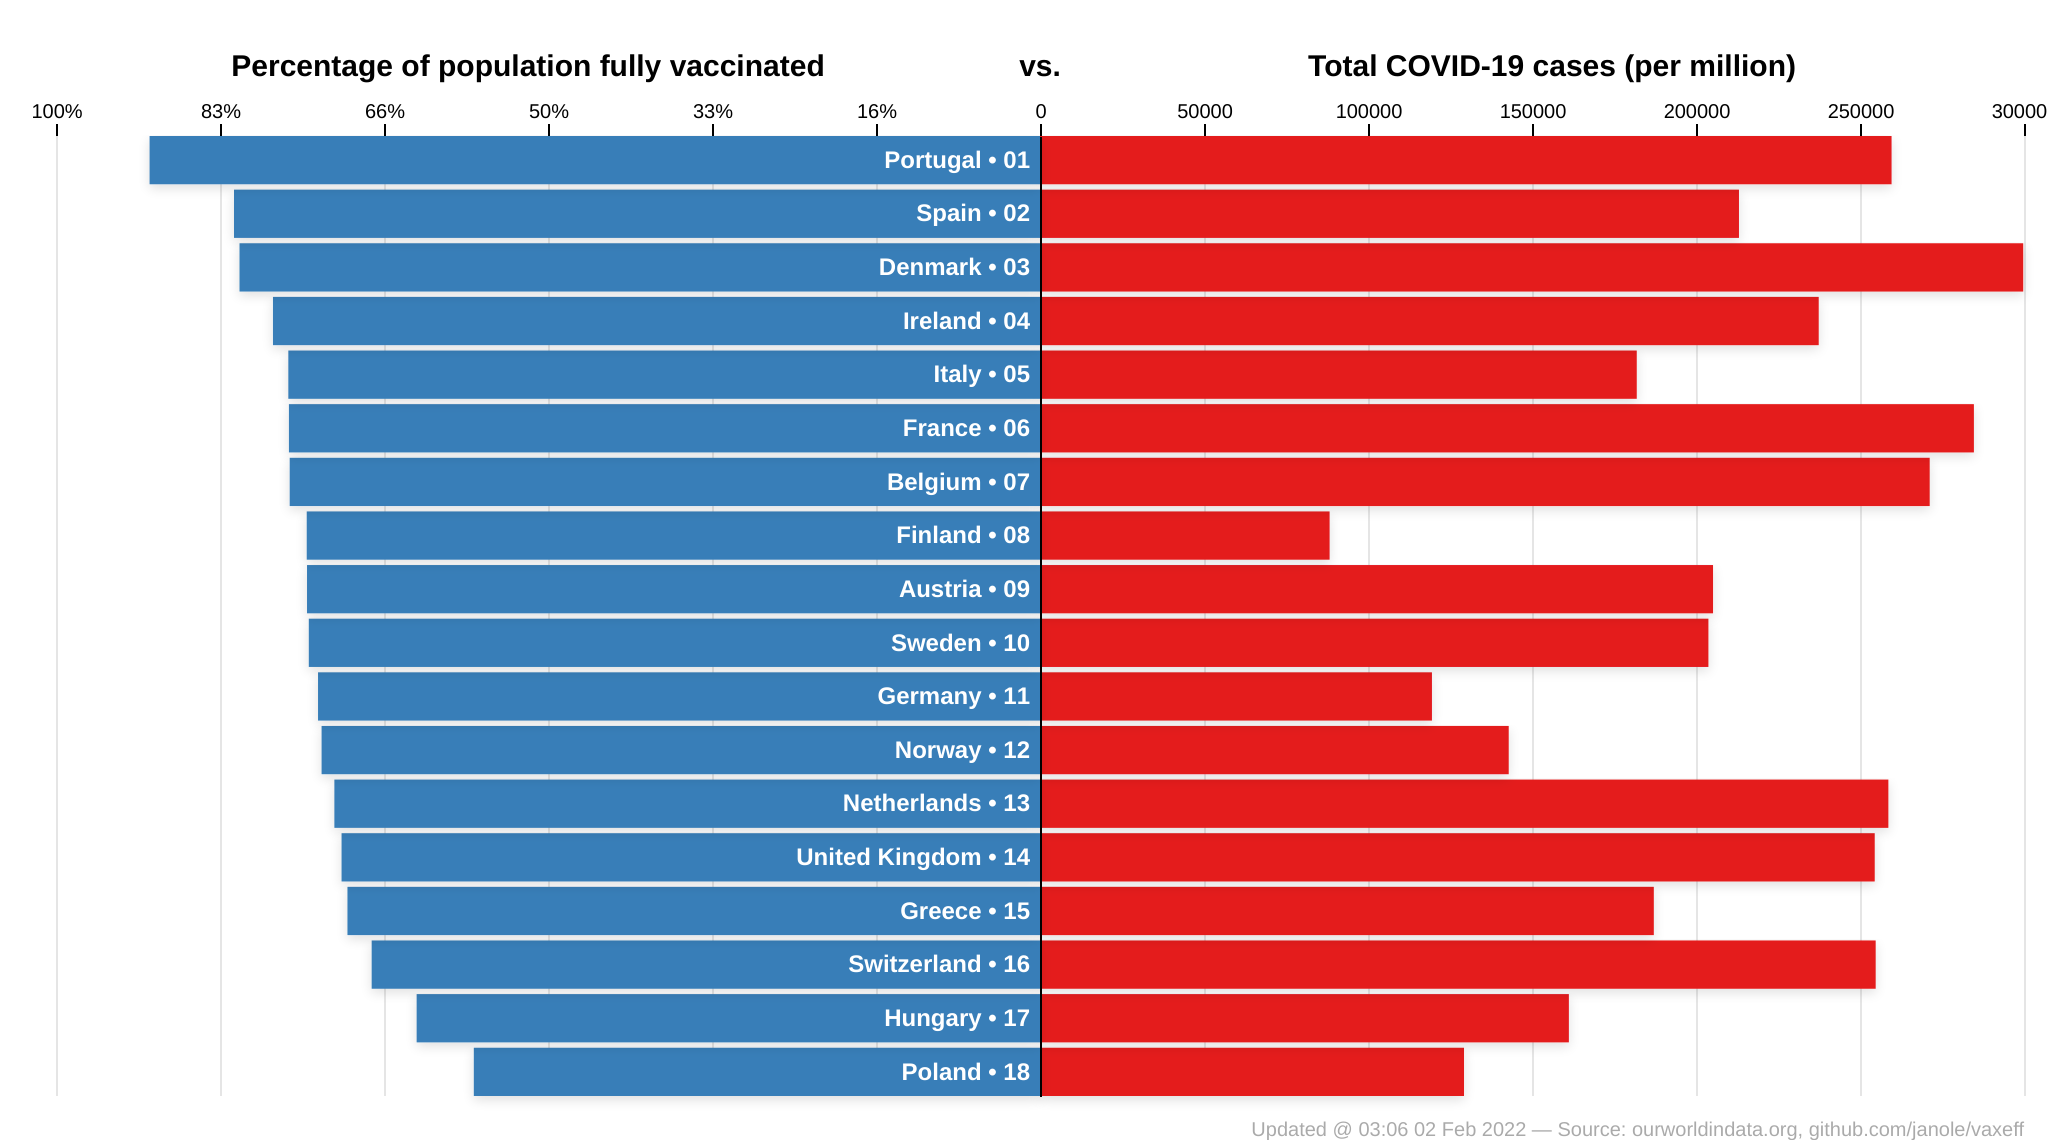 Percentage of population fully vaccinated vs. Total COVID-19 cases (per million)
100% 83% 66% 50% 33% 16% 0 50000 100000 150000 200000 250000 30000
Portugal • 01
Spain • 02
Denmark • 03
Ireland • 04
Italy • 05
France • 06
Belgium • 07
Finland • 08
Austria • 09
Sweden • 10
Germany • 11
Norway • 12
Netherlands • 13
United Kingdom • 14
Greece • 15
Switzerland • 16
Hungary • 17
Poland • 18
Updated @ 03:06 02 Feb 2022 — Source: ourworldindata.org, github.com/janole/vaxeff